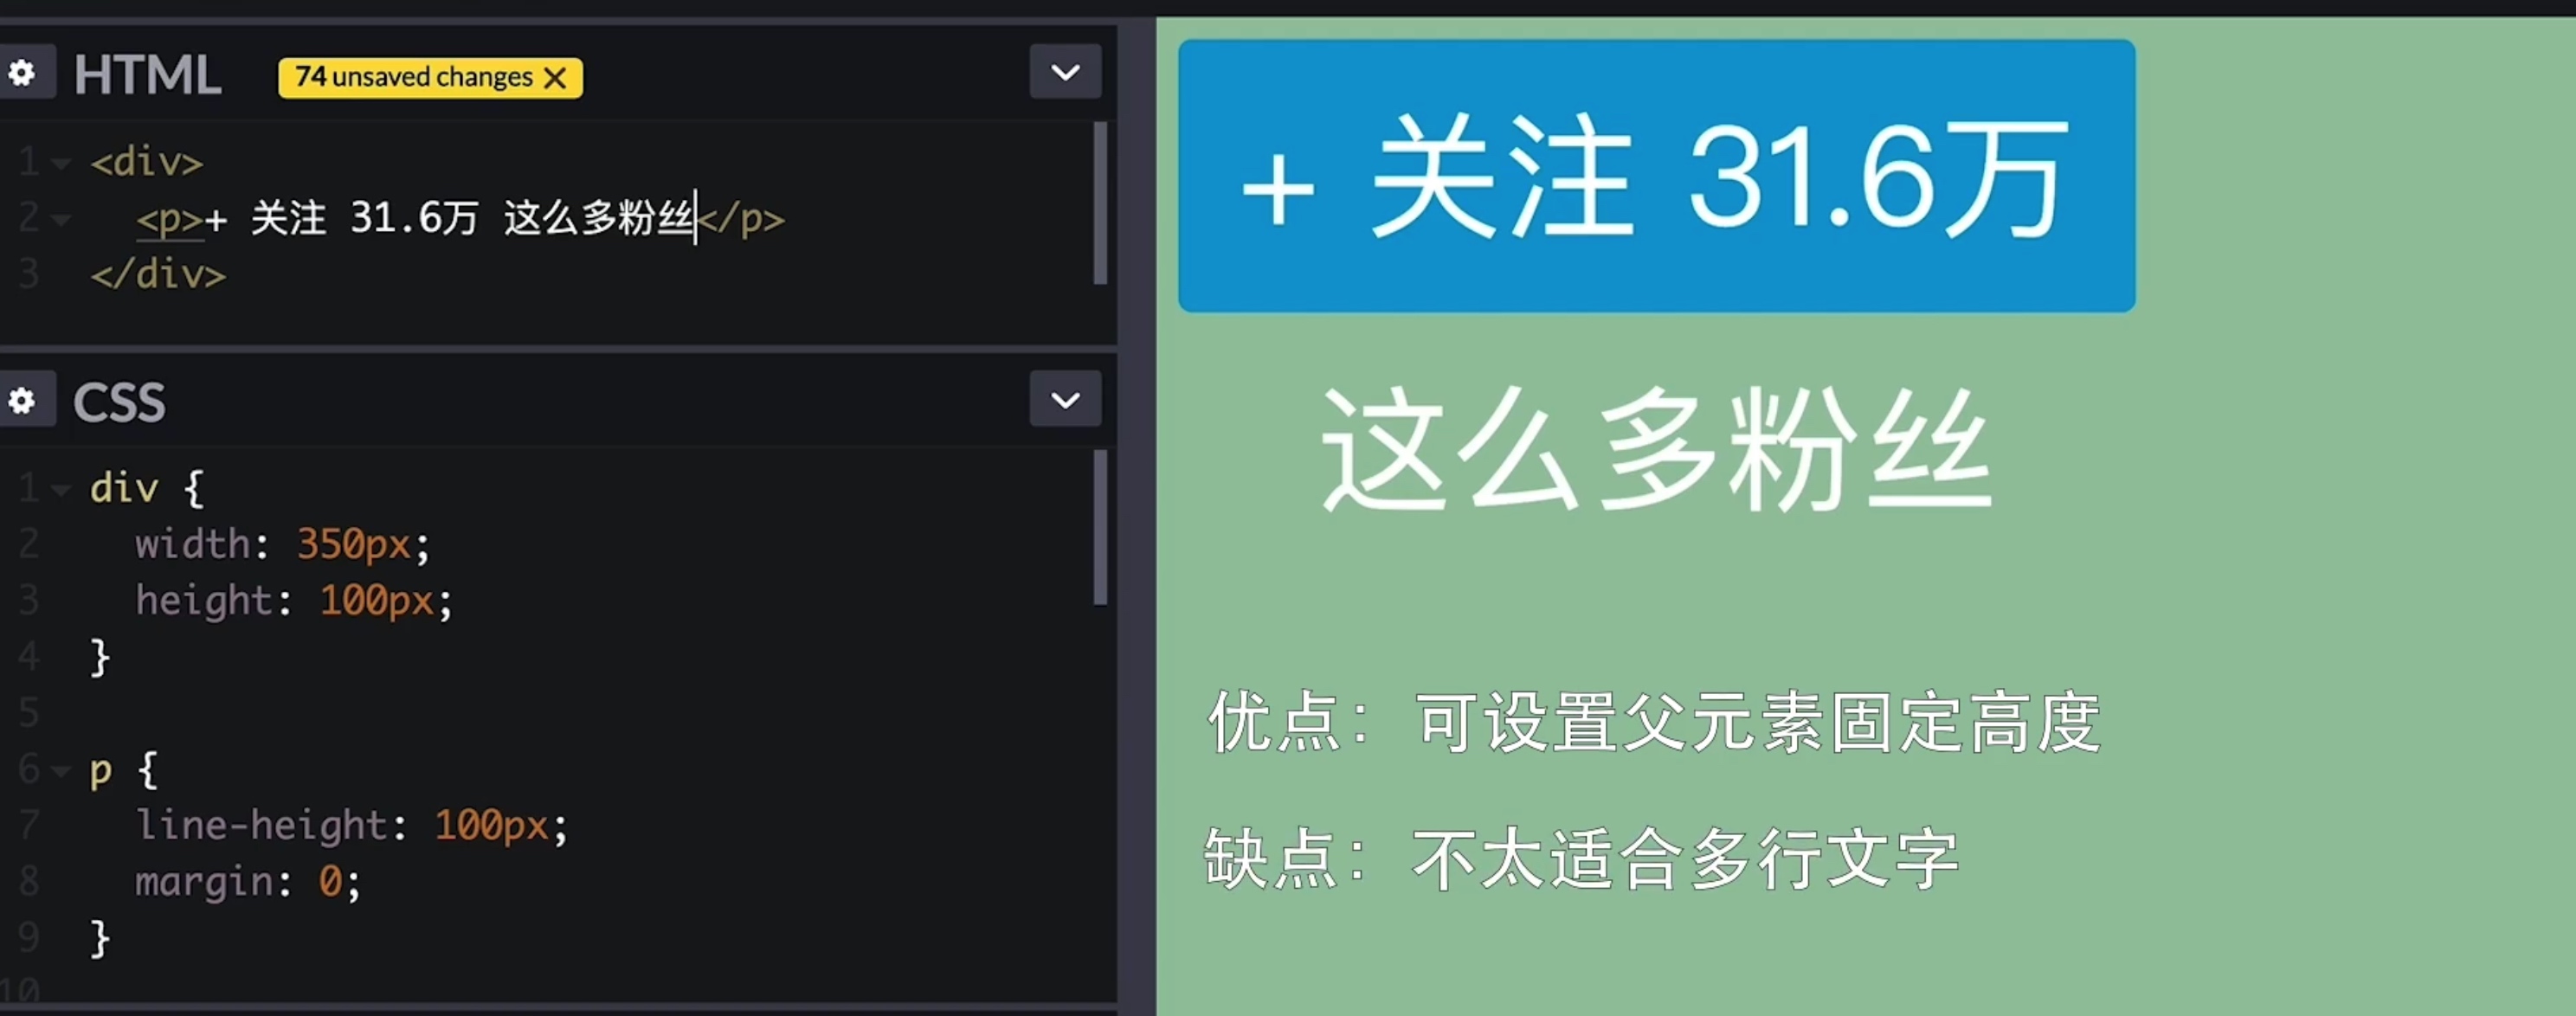 HTML
74 unsaved changes
1 <div>
2 <p>+ 关注 31.6万 这么多粉丝</p>
3 </div>
CSS
1 div {
2 width: 350px;
3 height: 100px;
4 }
5
6 p {
7 line-height: 100px;
8 margin: 0;
9 }
10
+ 关注 31.6万
这么多粉丝
优点：可设置父元素固定高度
缺点：不太适合多行文字